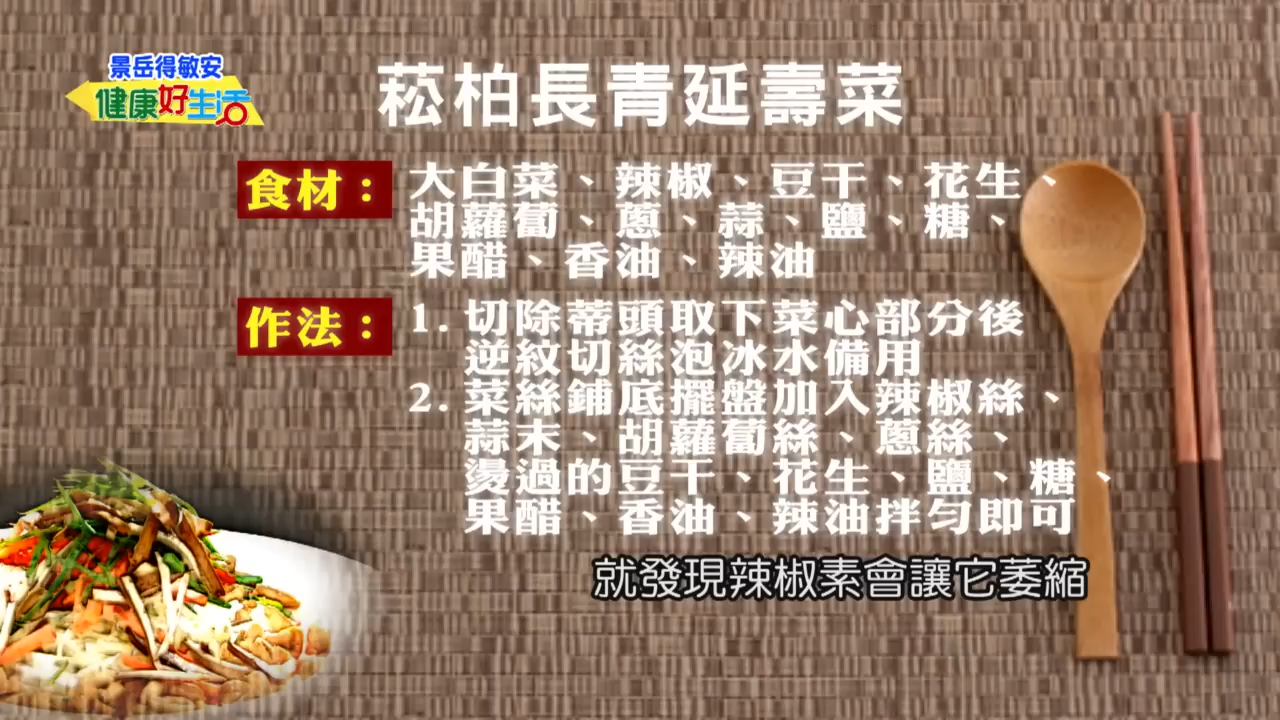 景岳得敏安
健康好生活
菘柏長青延壽菜
食材：
大白菜、辣椒、豆干、花生、
胡蘿蔔、蔥、蒜、鹽、糖、
果醋、香油、辣油
作法：
1. 切除蒂頭取下菜心部分後
逆紋切絲泡冰水備用
2. 菜絲鋪底擺盤加入辣椒絲、
蒜末、胡蘿蔔絲、蔥絲、
燙過的豆干、花生、鹽、糖、
果醋、香油、辣油拌勻即可
就發現辣椒素會讓它萎縮